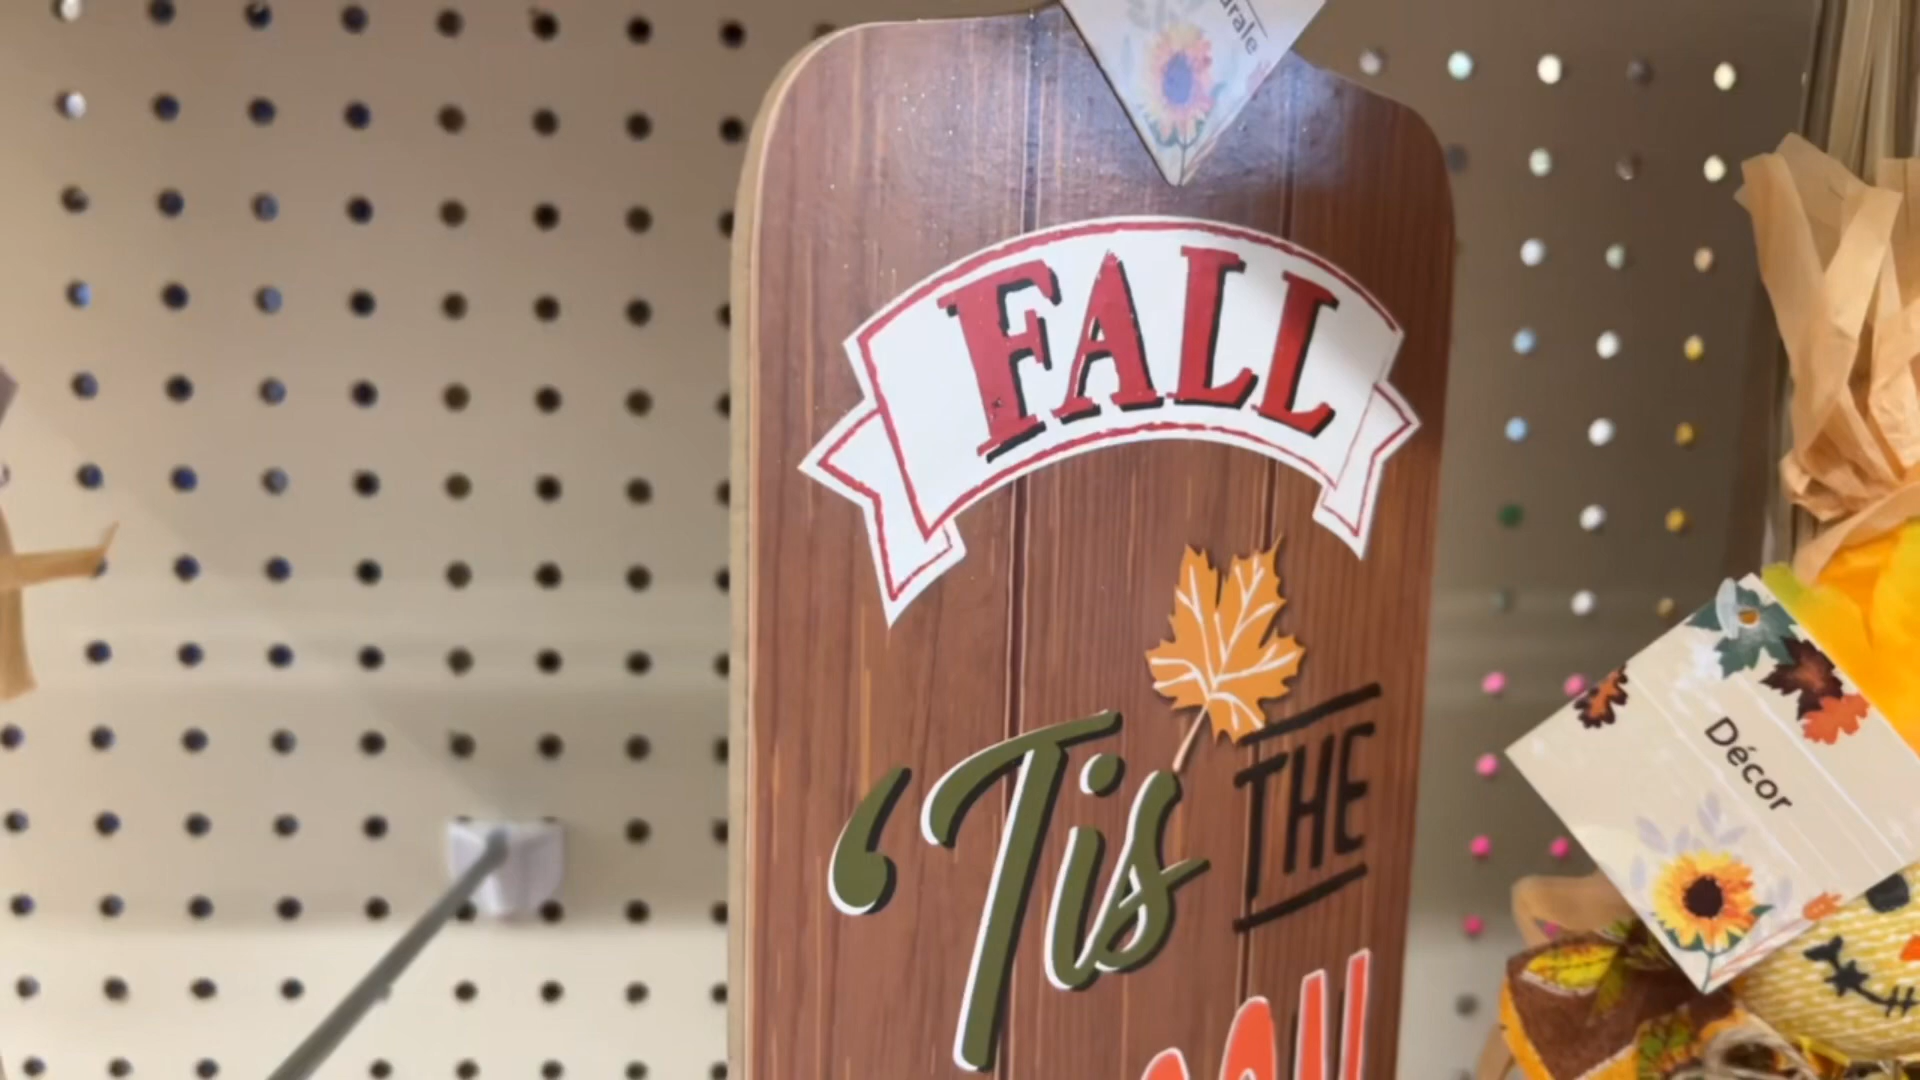 FALL
‘Tis THE
Décor